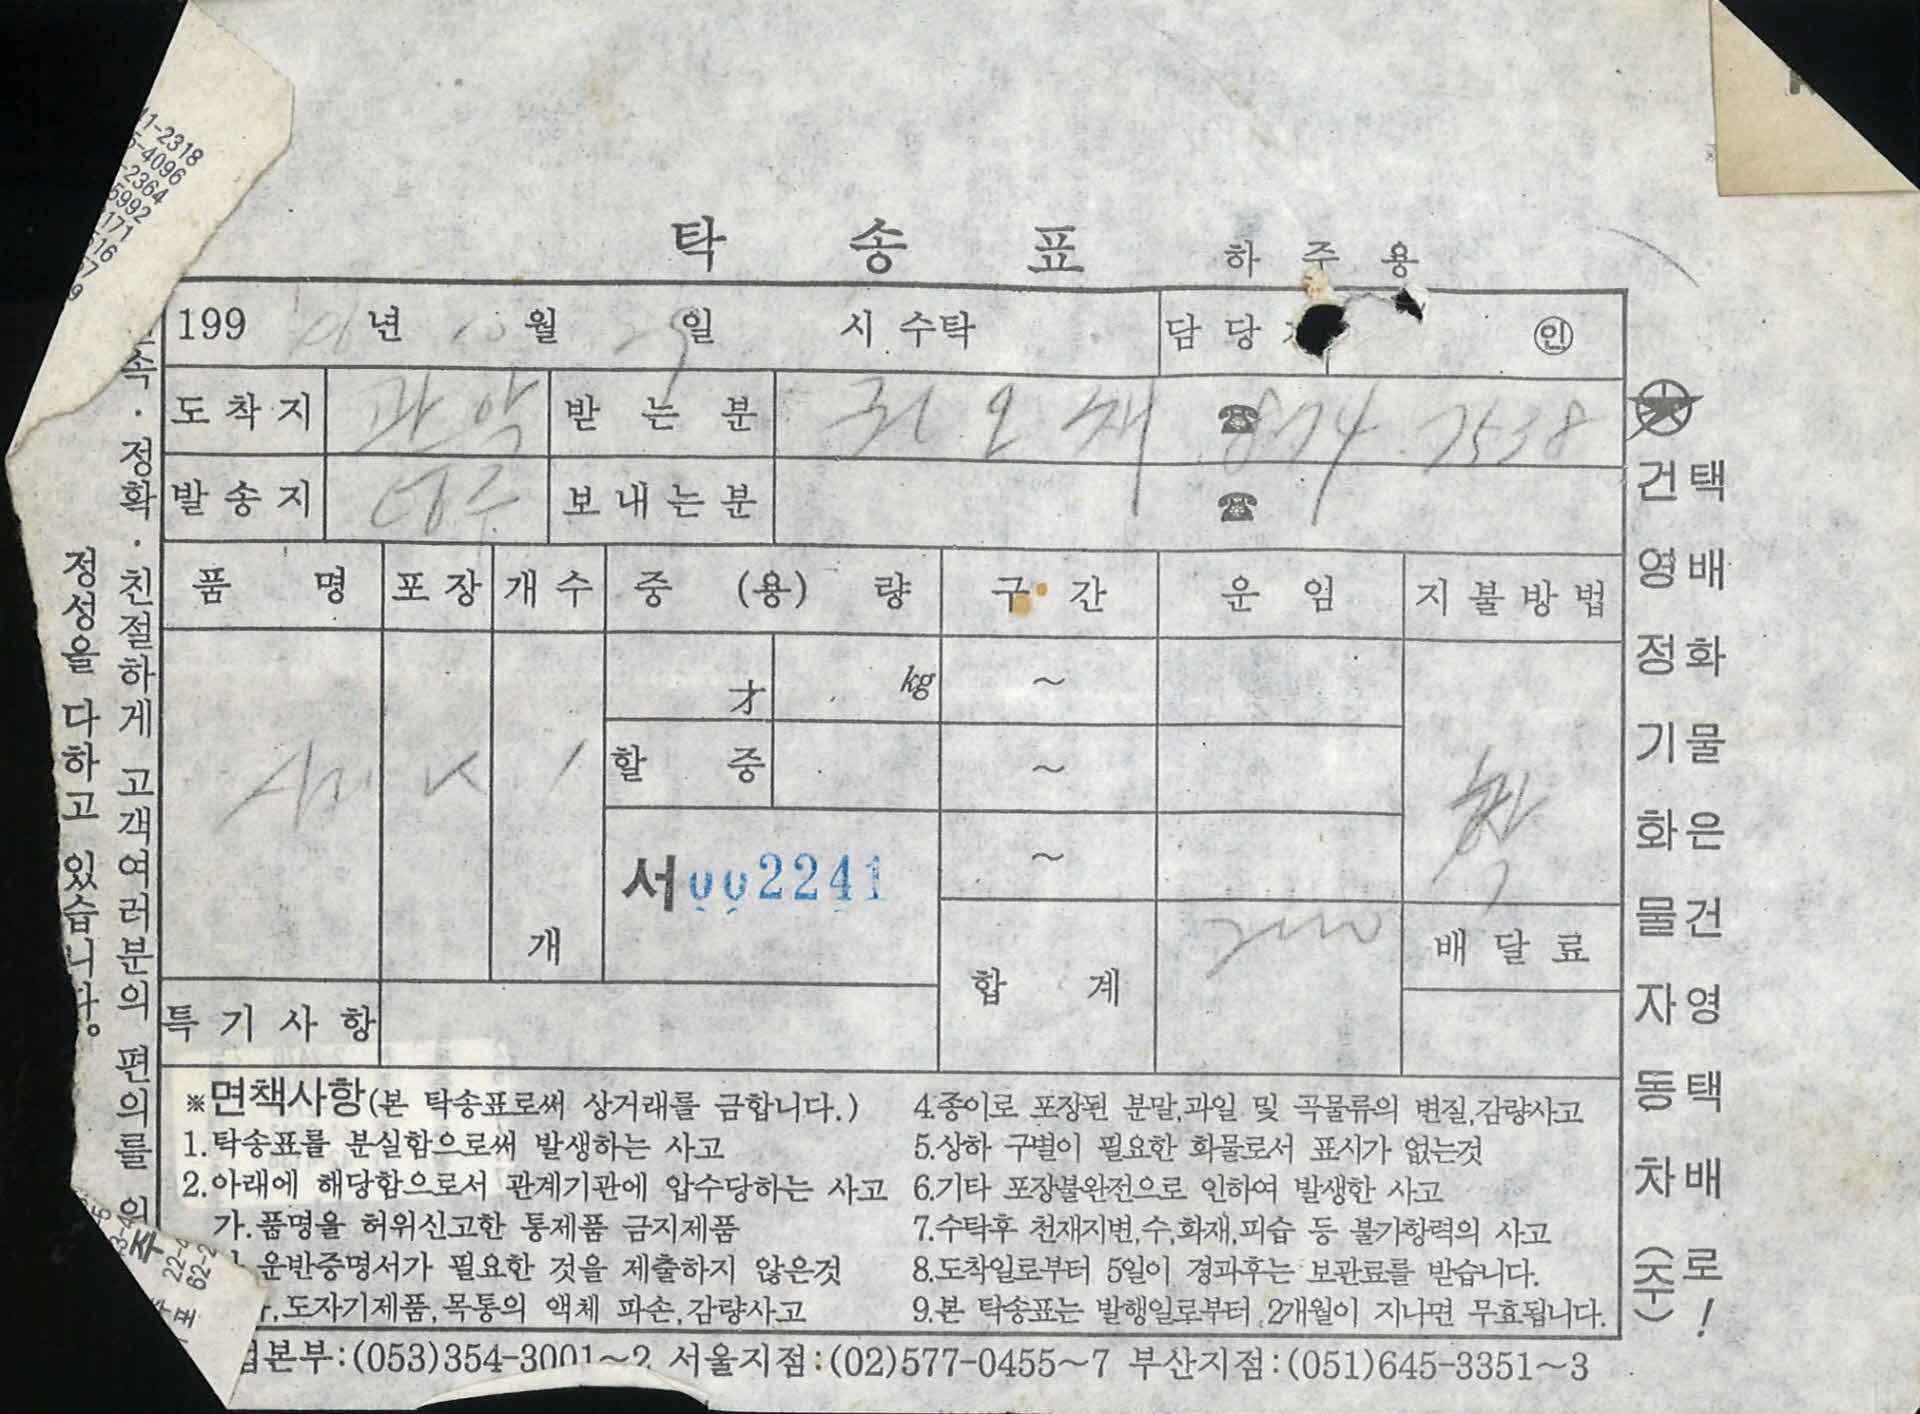 탁 송 표 하 주 용
199 년 월 29 일 시 수탁 담 당 ㊞
도 착 지 관악 받 는 분 권오재 ☎ 874 7538
발 송 지 대구 보 내 는 분 ☎
품 명 포 장 개 수 중 (용) 량 구 간 운 임 지 불 방 법
才 kg ~
할 중 ~
착
서 002241 ~
개
합 계 배 달 료
특 기 사 항
※면책사항(본 탁송표로써 상거래를 금합니다.)
1.탁송표를 분실함으로써 발생하는 사고
2.아래에 해당함으로서 관계기관에 압수당하는 사고
가.품명을 허위신고한 통제품 금지제품
운반증명서가 필요한 것을 제출하지 않은것
,도자기제품,목통의 액체 파손,감량사고
4.종이로 포장된 분말,과일 및 곡물류의 변질,감량사고
5.상하 구별이 필요한 화물로서 표시가 없는것
6.기타 포장불완전으로 인하여 발생한 사고
7.수탁후 천재지변,수,화재,피습 등 불가항력의 사고
8.도착일로부터 5일이 경과후는 보관료를 받습니다.
9.본 탁송표는 발행일로부터 2개월이 지나면 무효됩니다.
본부:(053)354-3001~2 서울지점:(02)577-0455~7 부산지점:(051)645-3351~3
택배화물은 건영택배로!
건영정기화물자동차(주)
정확·친절하게 고객여러분의 편의를
정성을 다하고 있습니다.
11-2318
5-4096
-2364
5992
171
516